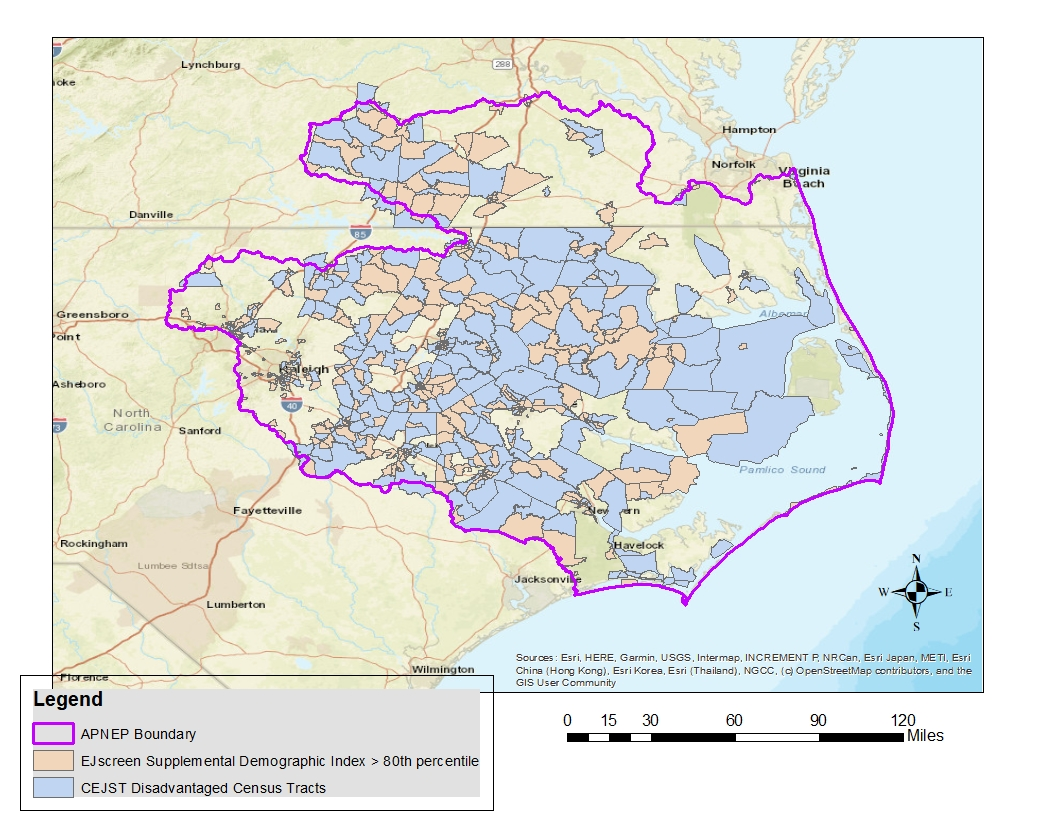 288
Lynchburg
oke
Hampton
Norfolk
Virginia
Beach
Danville
85
Greensboro
Point
Raleigh
Asheboro
40
North
Carolina
Sanford
Pamlico Sound
Fayetteville
Rockingham
Havelock
Lumbee Sdtsa
Jacksonville
Lumberton
Wilmington
Florence
N
W
E
S
Sources: Esri, HERE, Garmin, USGS, Intermap, INCREMENT P, NRCan, Esri Japan, METI, Esri
China (Hong Kong), Esri Korea, Esri (Thailand), NGCC, (c) OpenStreetMap contributors, and the
GIS User Community
Legend
APNEP Boundary
EJscreen Supplemental Demographic Index > 80th percentile
CEJST Disadvantaged Census Tracts
0 15 30 60 90 120
Miles